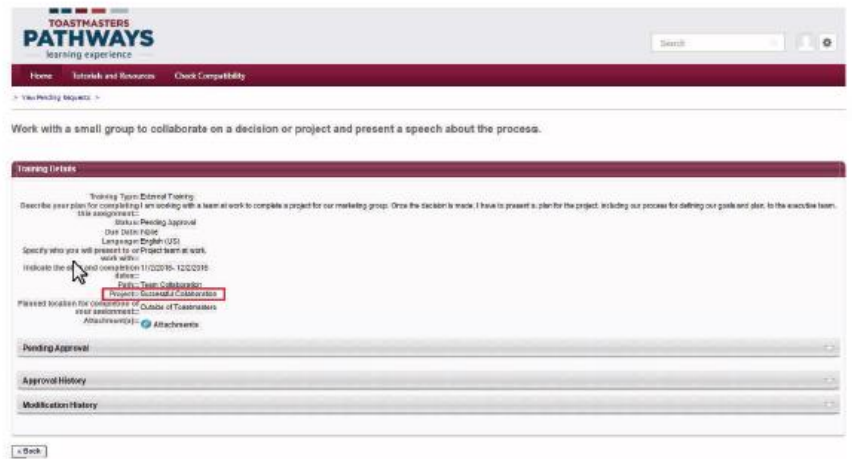 TOASTMASTERS
PATHWAYS
learning experience
Search
Home Tutorials and Resources Check Compatibility
> View Pending Requests >
Work with a small group to collaborate on a decision or project and present a speech about the process.
Training Details
Training Type: External Training
Describe your plan for completing I am working with a team at work to complete a project for our marketing group. Once the decision is made, I have to present a plan for the project, including our process for defining our goals and plan, to the executive team.
this assignment::
Status: Pending Approval
Due Date: None
Language: English (US)
Specify who you will present to or Project team at work.
work with::
Indicate the and completion 11/2/2016- 12/2/2016
dates::
Path:: Team Collaboration
Project:: Successful Collaboration
Planned location for completion of Outside of Toastmasters
your assignment::
Attachment(s):: Attachments
Pending Approval
Approval History
Modification History
« Back